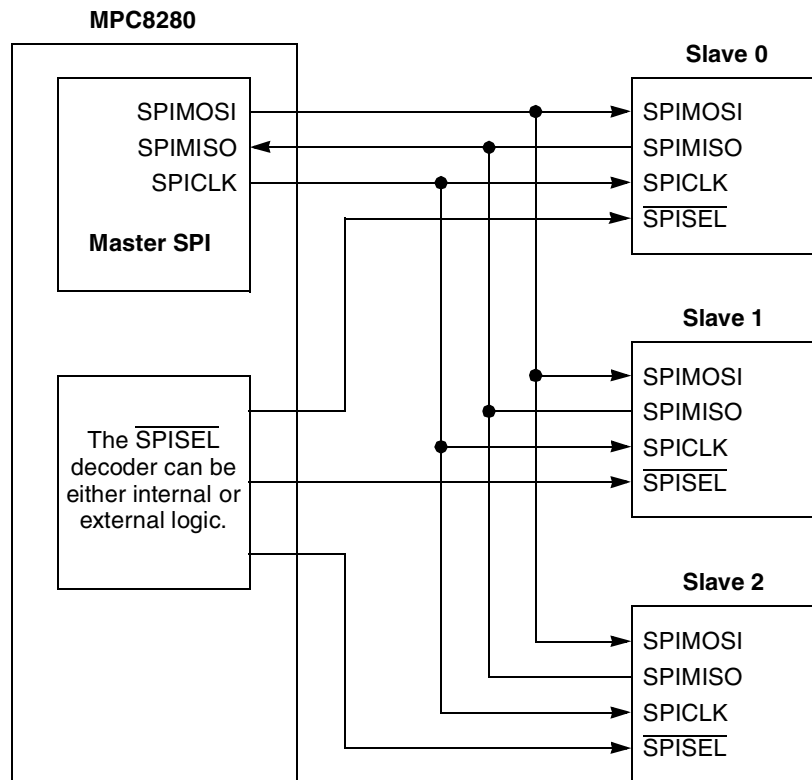 MPC8280
SPIMOSI
SPIMISO
SPICLK
Master SPI
The SPISEL
decoder can be
either internal or
external logic.
Slave 0
SPIMOSI
SPIMISO
SPICLK
SPISEL
Slave 1
SPIMOSI
SPIMISO
SPICLK
SPISEL
Slave 2
SPIMOSI
SPIMISO
SPICLK
SPISEL